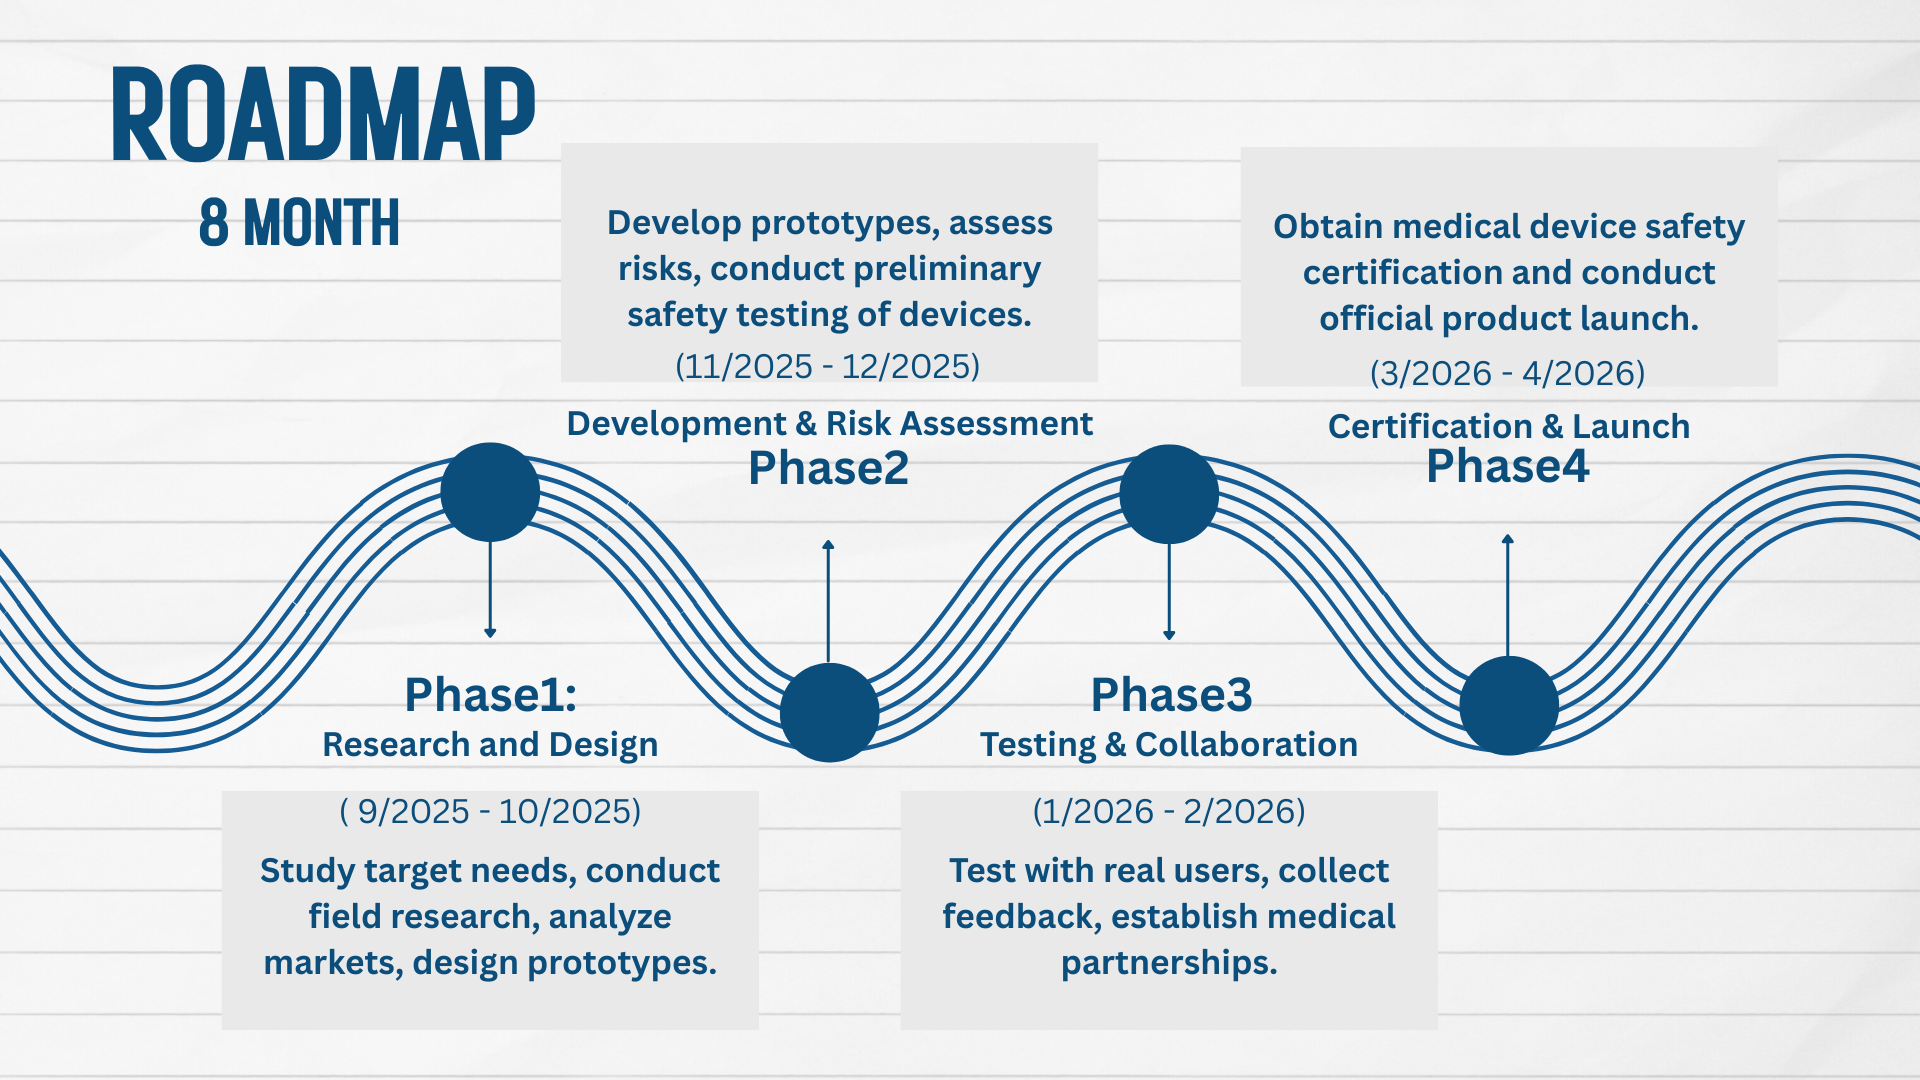 ROADMAP
8 MONTH
Develop prototypes, assess
risks, conduct preliminary
safety testing of devices.
(11/2025 - 12/2025)
Development & Risk Assessment
Phase2
Obtain medical device safety
certification and conduct
official product launch.
(3/2026 - 4/2026)
Certification & Launch
Phase4
Phase1:
Research and Design
( 9/2025 - 10/2025)
Study target needs, conduct
field research, analyze
markets, design prototypes.
Phase3
Testing & Collaboration
(1/2026 - 2/2026)
Test with real users, collect
feedback, establish medical
partnerships.